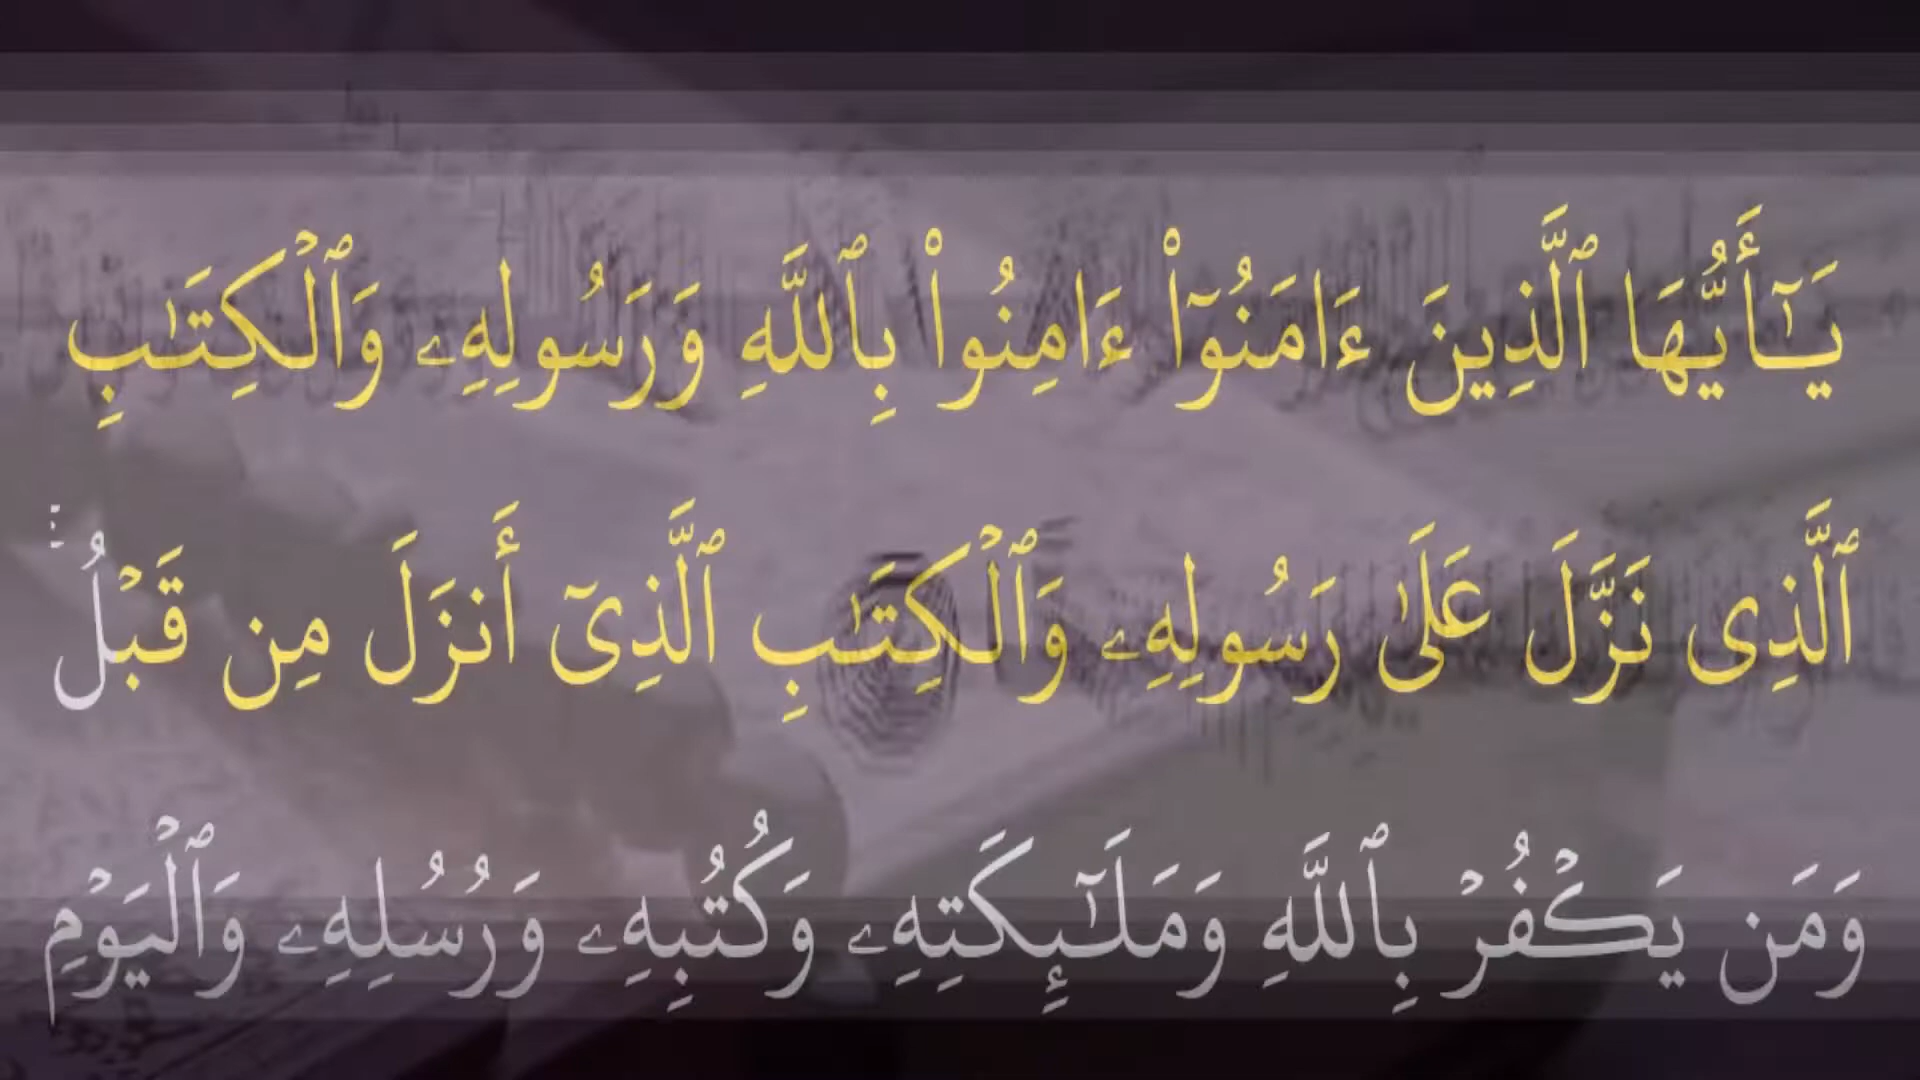 يَـٰٓأَيُّهَا ٱلَّذِينَ ءَامَنُوٓا۟ ءَامِنُوا۟ بِٱللَّهِ وَرَسُولِهِۦ وَٱلْكِتَـٰبِ
ٱلَّذِى نَزَّلَ عَلَىٰ رَسُولِهِۦ وَٱلْكِتَـٰبِ ٱلَّذِىٓ أَنزَلَ مِن قَبْلُ ۚ
وَمَن يَكْفُرْ بِٱللَّهِ وَمَلَـٰٓئِكَتِهِۦ وَكُتُبِهِۦ وَرُسُلِهِۦ وَٱلْيَوْمِ